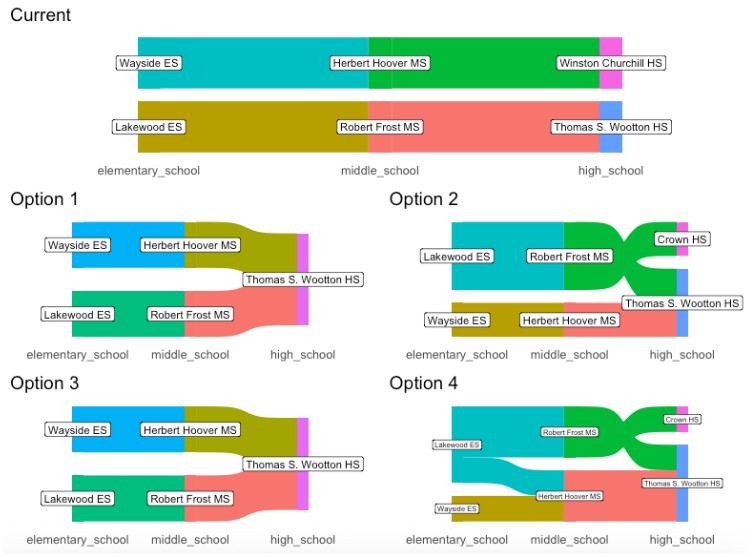 Current
Wayside ES Herbert Hoover MS Winston Churchill HS
Lakewood ES Robert Frost MS Thomas S. Wootton HS
elementary_school middle_school high_school
Option 1
Wayside ES Herbert Hoover MS
Thomas S. Wootton HS
Lakewood ES Robert Frost MS
elementary_school middle_school high_school
Option 2
Crown HS
Lakewood ES Robert Frost MS
Thomas S. Wootton HS
Wayside ES Herbert Hoover MS
elementary_school middle_school high_school
Option 3
Wayside ES Herbert Hoover MS
Thomas S. Wootton HS
Lakewood ES Robert Frost MS
elementary_school middle_school high_school
Option 4
Crown HS
Robert Frost MS
Lakewood ES
Thomas S. Wootton HS
Herbert Hoover MS
Wayside ES
elementary_school middle_school high_school